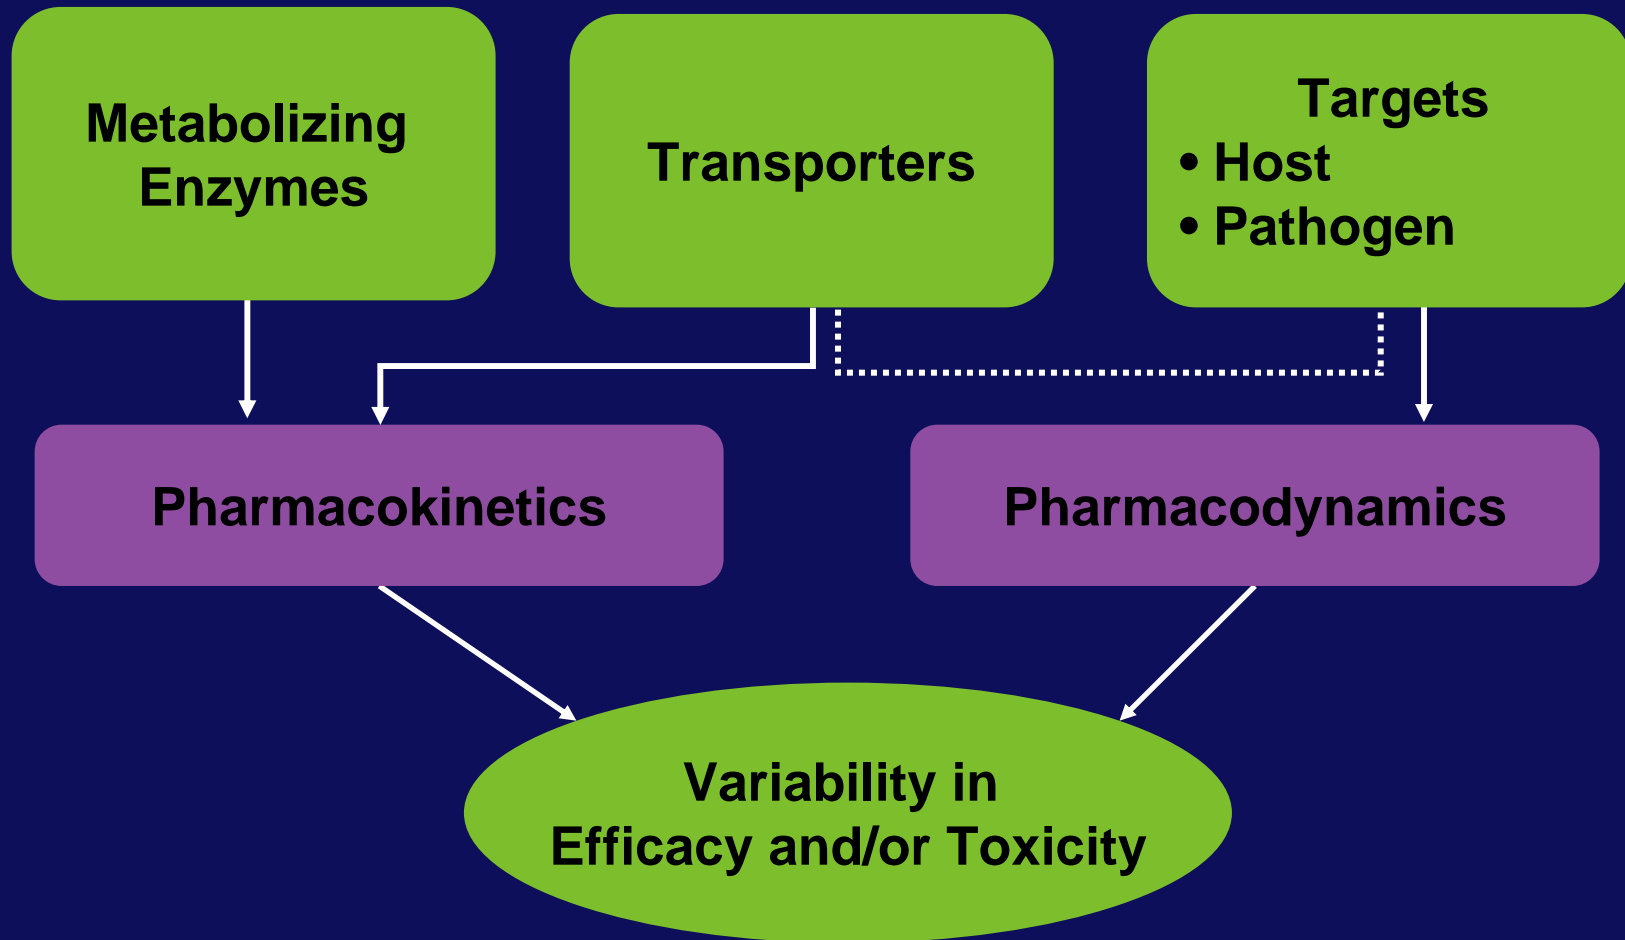 Metabolizing
Enzymes
Transporters
Targets
• Host
• Pathogen
Pharmacokinetics
Pharmacodynamics
Variability in
Efficacy and/or Toxicity